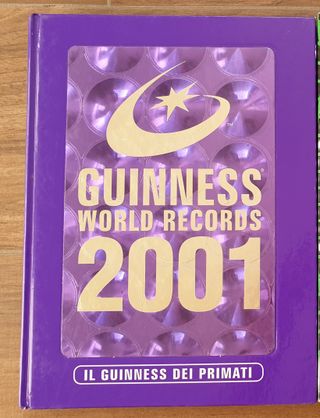 GUINNESS
WORLD RECORDS
2001
IL GUINNESS DEI PRIMATI